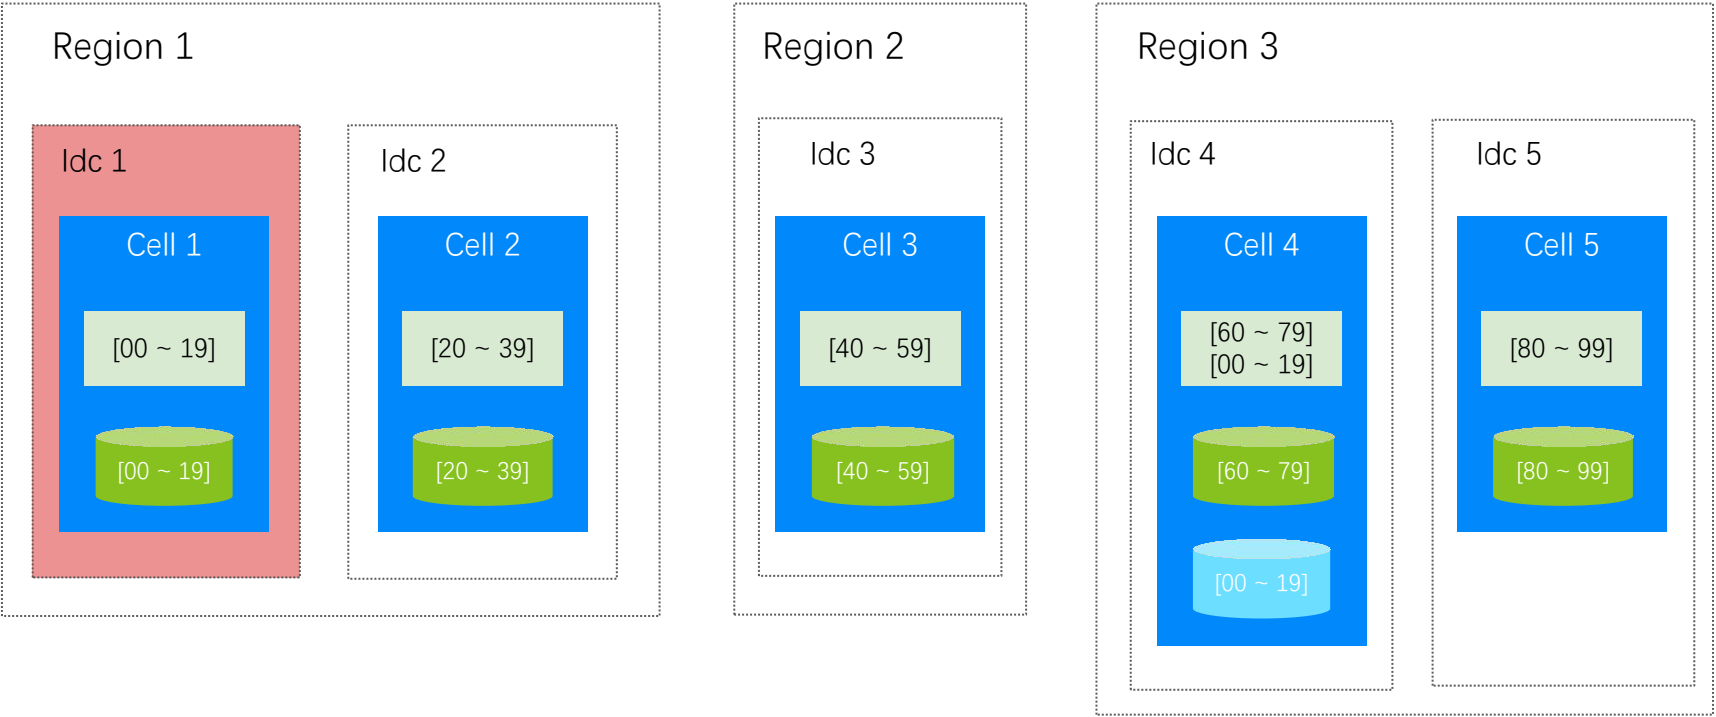 Region 1
Idc 1
Cell 1
[00 ~ 19]
[00 ~ 19]
Idc 2
Cell 2
[20 ~ 39]
[20 ~ 39]
Region 2
Idc 3
Cell 3
[40 ~ 59]
[40 ~ 59]
Region 3
Idc 4
Cell 4
[60 ~ 79]
[00 ~ 19]
[60 ~ 79]
[00 ~ 19]
Idc 5
Cell 5
[80 ~ 99]
[80 ~ 99]